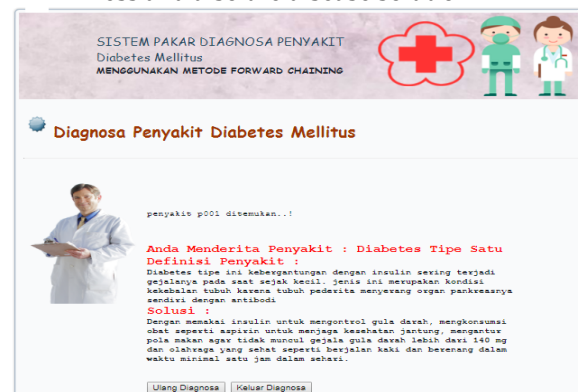 SISTEM PAKAR DIAGNOSA PENYAKIT
Diabetes Mellitus
MENGGUNAKAN METODE FORWARD CHAINING
Diagnosa Penyakit Diabetes Mellitus
penyakit p001 ditemukan..!
Anda Menderita Penyakit : Diabetes Tipe Satu
Definisi Penyakit :
Diabetes tipe ini kebergantungan dengan insulin sering terjadi
gejalanya pada saat sejak kecil. jenis ini merupakan kondisi
kekebalan tubuh karena tubuh pederita menyerang organ pankreasnya
sendiri dengan antibodi
Solusi :
Dengan memakai insulin untuk mengontrol gula darah, mengkonsumsi
obat seperti aspirin untuk menjaga kesehatan jantung, mengantur
pola makan agar tidak muncul gejala gula darah lebih dari 140 mg
dan olahraga yang sehat seperti berjalan kaki dan berenang dalam
waktu minimal satu jam dalam sehari.
Ulang Diagnosa Keluar Diagnosa